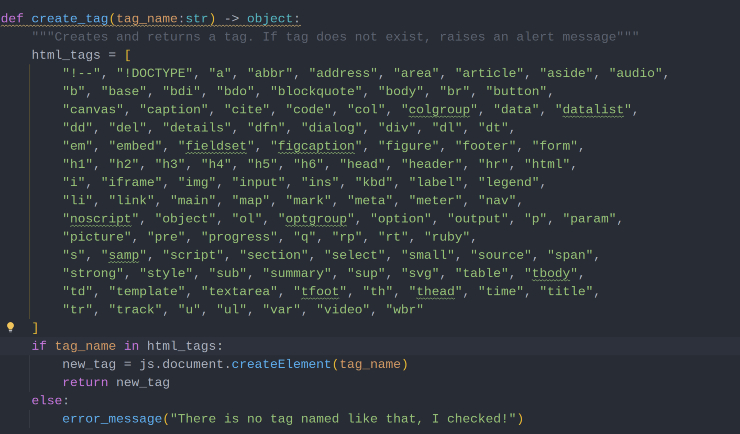 def create_tag(tag_name:str) -> object:
    """Creates and returns a tag. If tag does not exist, raises an alert message"""
    html_tags = [
        "!--", "!DOCTYPE", "a", "abbr", "address", "area", "article", "aside", "audio",
        "b", "base", "bdi", "bdo", "blockquote", "body", "br", "button",
        "canvas", "caption", "cite", "code", "col", "colgroup", "data", "datalist",
        "dd", "del", "details", "dfn", "dialog", "div", "dl", "dt",
        "em", "embed", "fieldset", "figcaption", "figure", "footer", "form",
        "h1", "h2", "h3", "h4", "h5", "h6", "head", "header", "hr", "html",
        "i", "iframe", "img", "input", "ins", "kbd", "label", "legend",
        "li", "link", "main", "map", "mark", "meta", "meter", "nav",
        "noscript", "object", "ol", "optgroup", "option", "output", "p", "param",
        "picture", "pre", "progress", "q", "rp", "rt", "ruby",
        "s", "samp", "script", "section", "select", "small", "source", "span",
        "strong", "style", "sub", "summary", "sup", "svg", "table", "tbody",
        "td", "template", "textarea", "tfoot", "th", "thead", "time", "title",
        "tr", "track", "u", "ul", "var", "video", "wbr"
    ]
    if tag_name in html_tags:
        new_tag = js.document.createElement(tag_name)
        return new_tag
    else:
        error_message("There is no tag named like that, I checked!")